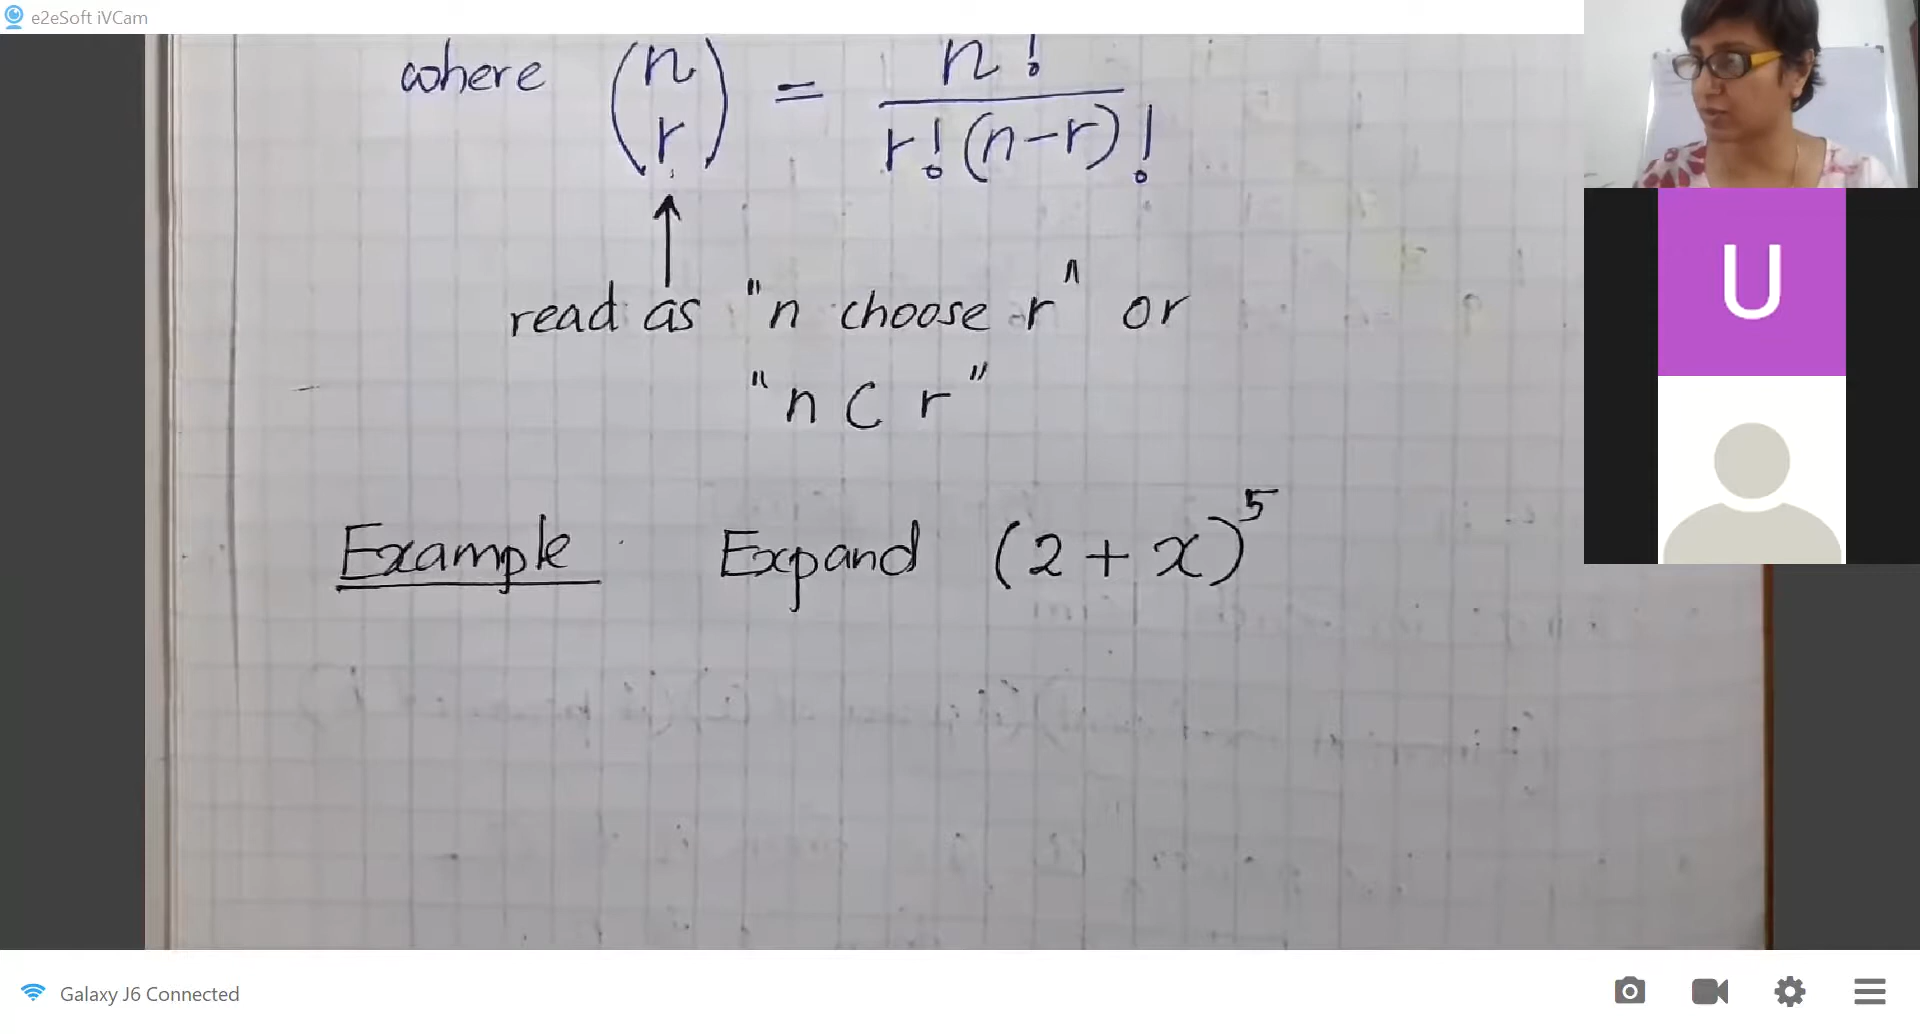 e2eSoft iVCam
where (n r) = n! / r!(n-r)!
read as "n choose r" or
"n C r"
Example Expand (2 + x)^5
U
Galaxy J6 Connected